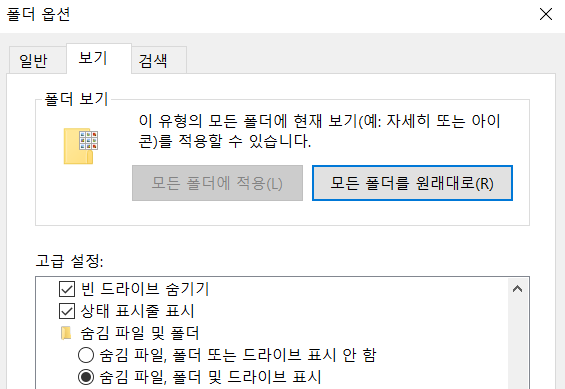 폴더 옵션
일반
보기
검색
폴더 보기
이 유형의 모든 폴더에 현재 보기(예: 자세히 또는 아이
콘)를 적용할 수 있습니다.
모든 폴더에 적용(L)
모든 폴더를 원래대로(R)
고급 설정:
빈 드라이브 숨기기
상태 표시줄 표시
숨김 파일 및 폴더
숨김 파일, 폴더 또는 드라이브 표시 안 함
숨김 파일, 폴더 및 드라이브 표시